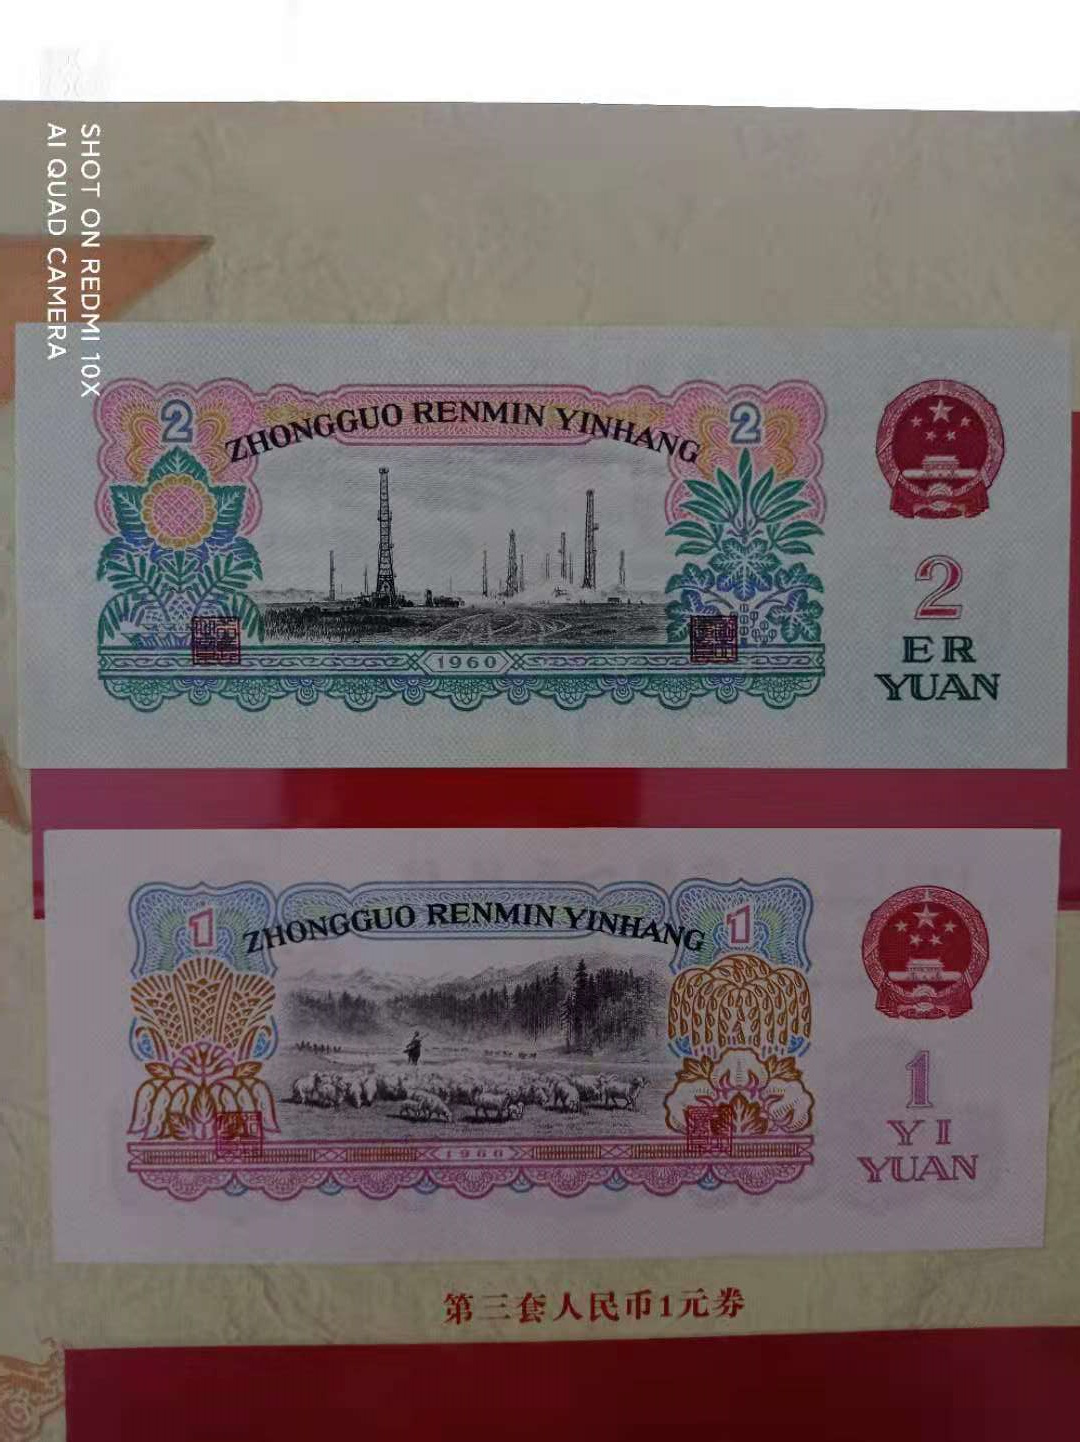 SHOT ON REDMI 10X
AI QUAD CAMERA
2
ZHONGGUO RENMIN YINHANG
2
2
ER
YUAN
1960
1
ZHONGGUO RENMIN YINHANG
1
1
YI
YUAN
1960
第三套人民币1元券